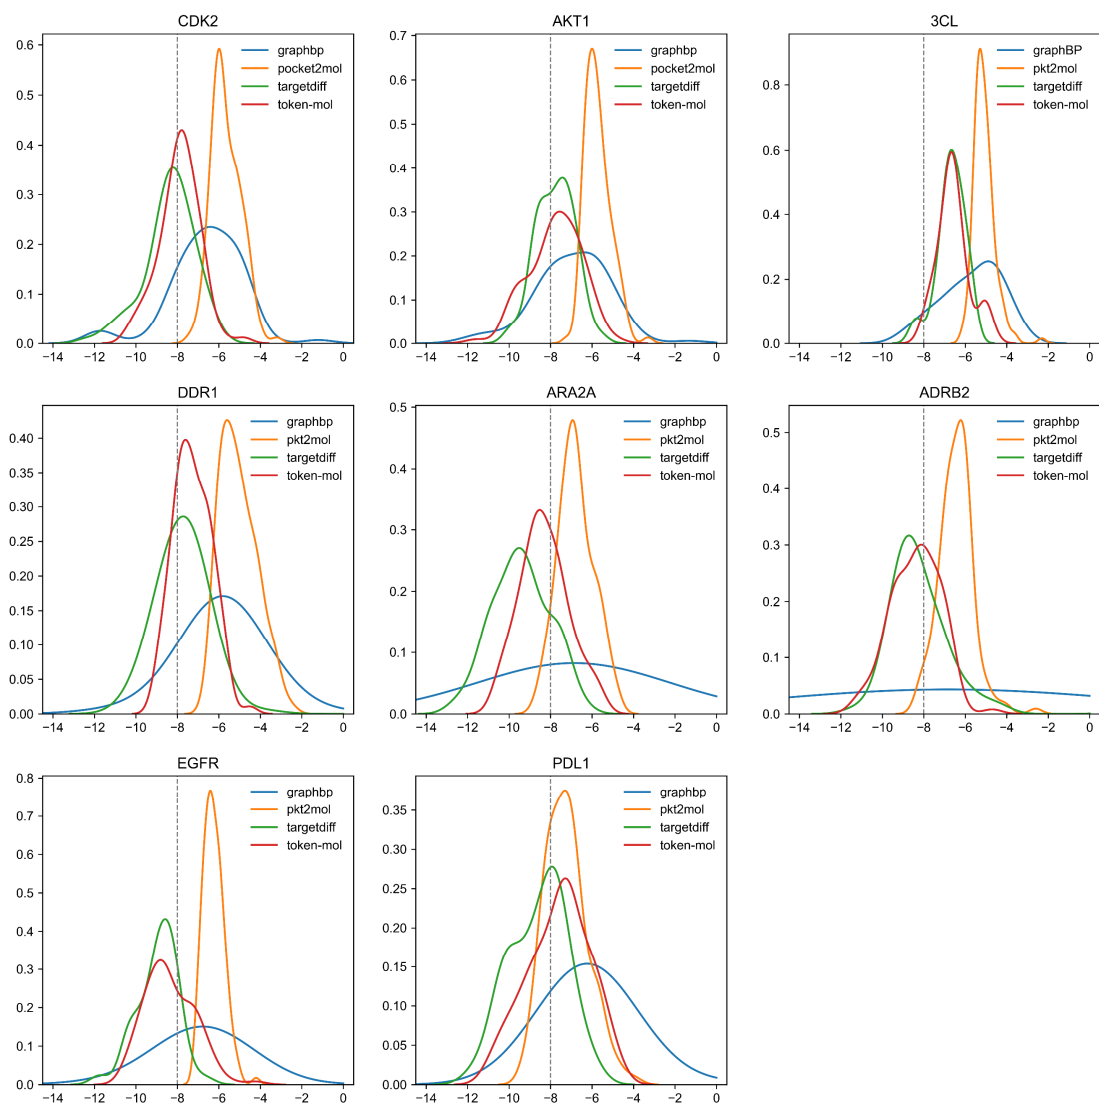 CDK2
graphbp
pocket2mol
targetdiff
token-mol
0.6
0.5
0.4
0.3
0.2
0.1
0.0
−14 −12 −10 −8 −6 −4 −2 0
AKT1
graphbp
pocket2mol
targetdiff
token-mol
0.7
0.6
0.5
0.4
0.3
0.2
0.1
0.0
−14 −12 −10 −8 −6 −4 −2 0
3CL
graphBP
pkt2mol
targetdiff
token-mol
0.8
0.6
0.4
0.2
0.0
−14 −12 −10 −8 −6 −4 −2 0
DDR1
graphbp
pkt2mol
targetdiff
token-mol
0.40
0.35
0.30
0.25
0.20
0.15
0.10
0.05
0.00
−14 −12 −10 −8 −6 −4 −2 0
ARA2A
graphbp
pkt2mol
targetdiff
token-mol
0.5
0.4
0.3
0.2
0.1
0.0
−14 −12 −10 −8 −6 −4 −2 0
ADRB2
graphbp
pkt2mol
targetdiff
token-mol
0.5
0.4
0.3
0.2
0.1
0.0
−14 −12 −10 −8 −6 −4 −2 0
EGFR
graphbp
pkt2mol
targetdiff
token-mol
0.8
0.7
0.6
0.5
0.4
0.3
0.2
0.1
0.0
−14 −12 −10 −8 −6 −4 −2 0
PDL1
graphbp
pkt2mol
targetdiff
token-mol
0.35
0.30
0.25
0.20
0.15
0.10
0.05
0.00
−14 −12 −10 −8 −6 −4 −2 0